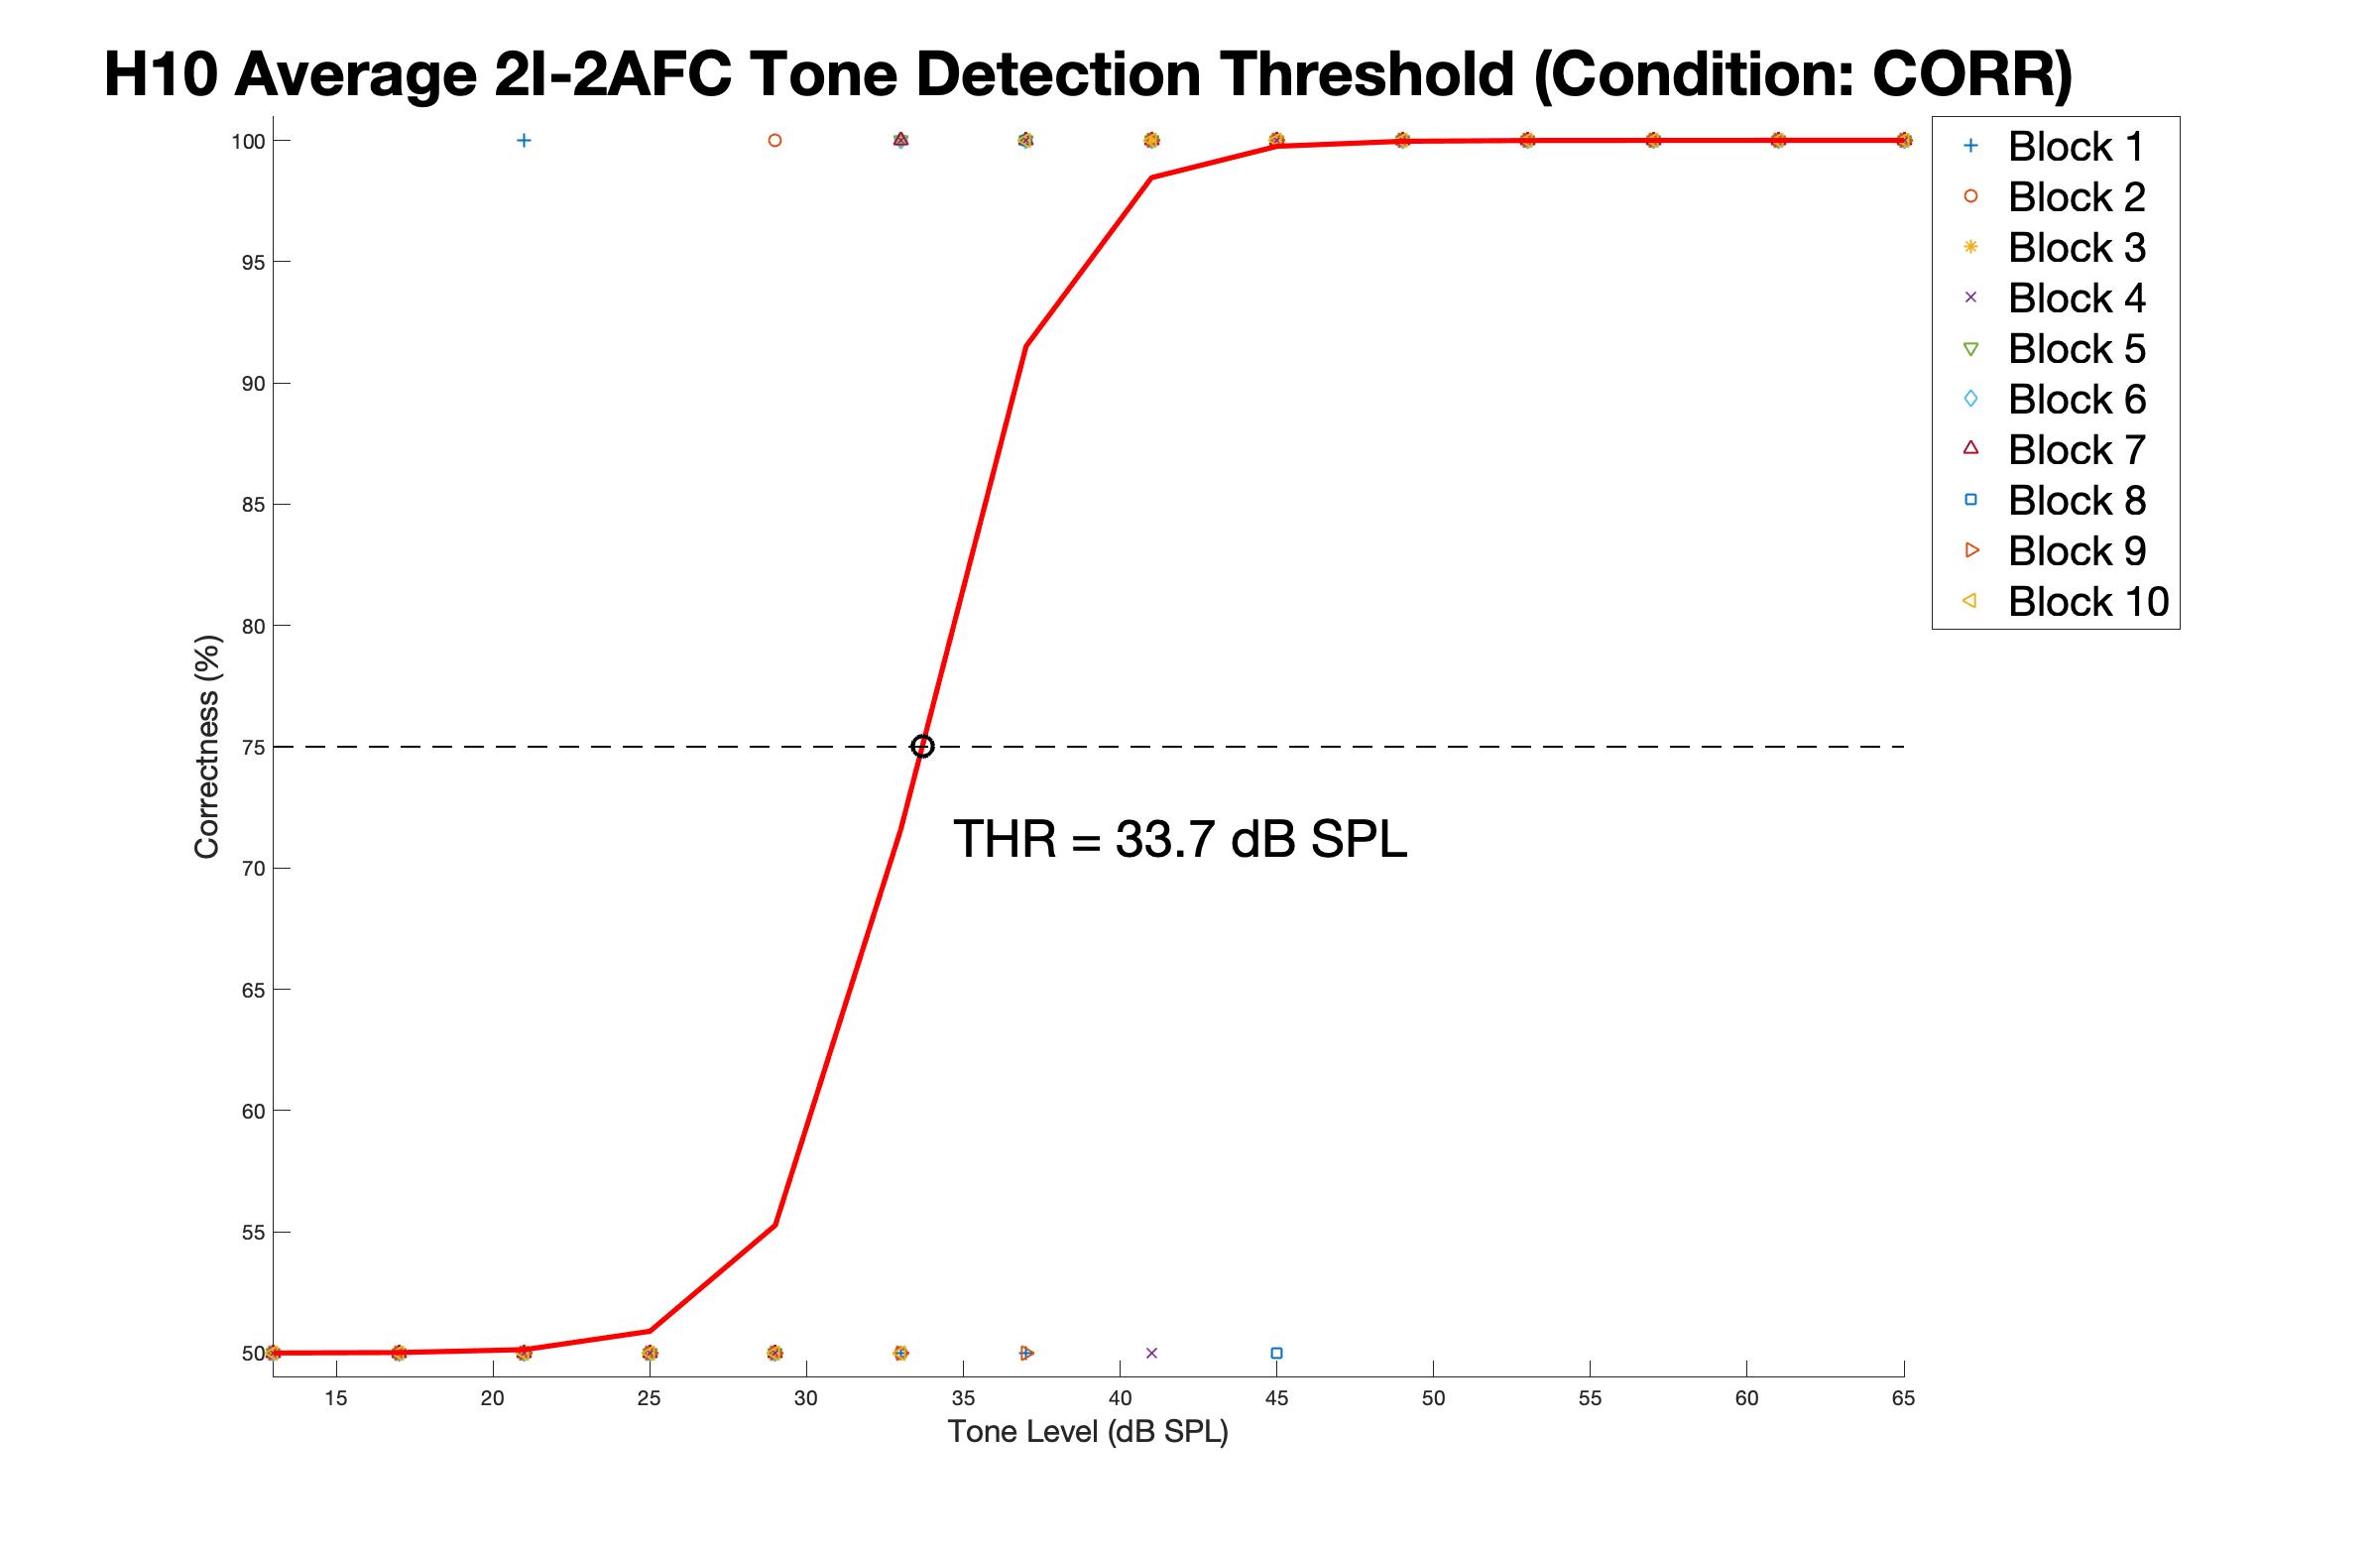 H10 Average 2I-2AFC Tone Detection Threshold (Condition: CORR)
100
95
90
85
80
75
70
65
60
55
50
Correctness (%)
THR = 33.7 dB SPL
15 20 25 30 35 40 45 50 55 60 65
Tone Level (dB SPL)
Block 1
Block 2
Block 3
Block 4
Block 5
Block 6
Block 7
Block 8
Block 9
Block 10